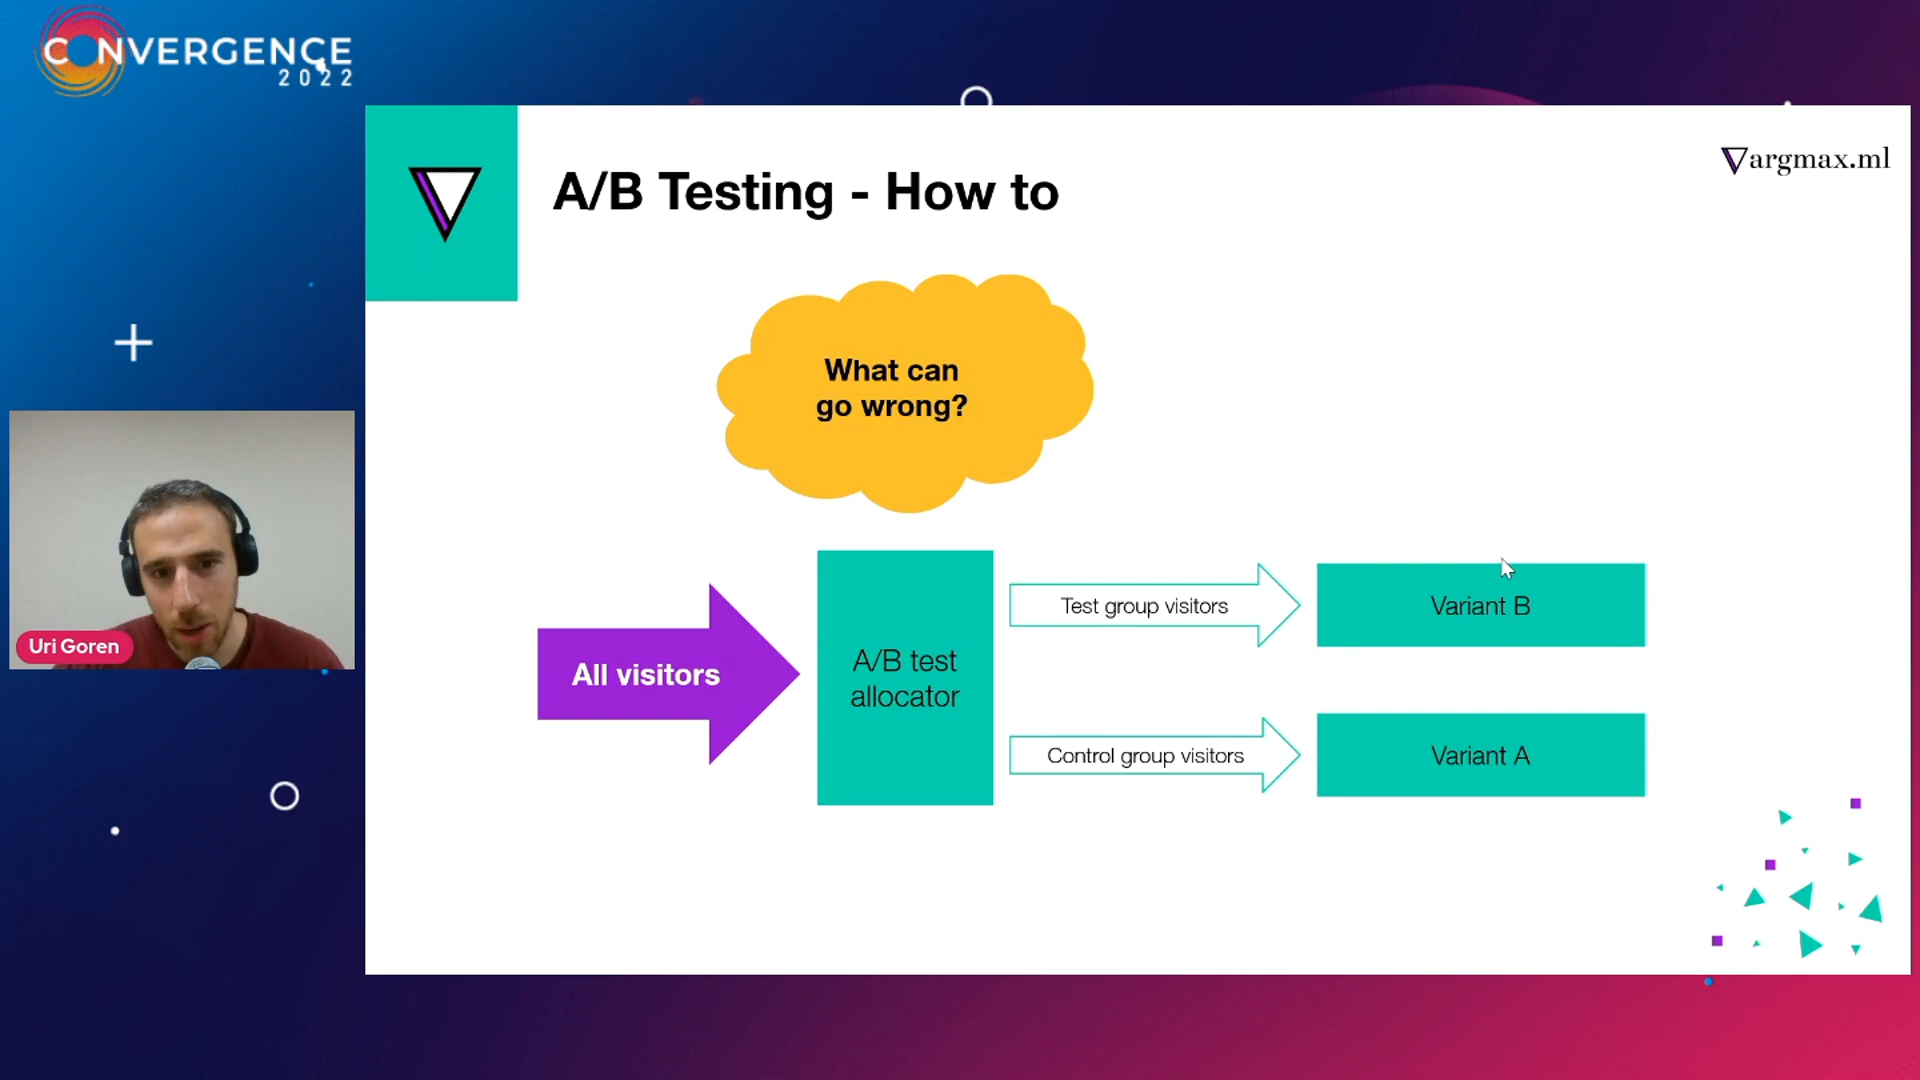 CONVERGENCE
2022
argmax.ml
A/B Testing - How to
What can
go wrong?
Uri Goren
All visitors
A/B test
allocator
Test group visitors
Variant B
Control group visitors
Variant A